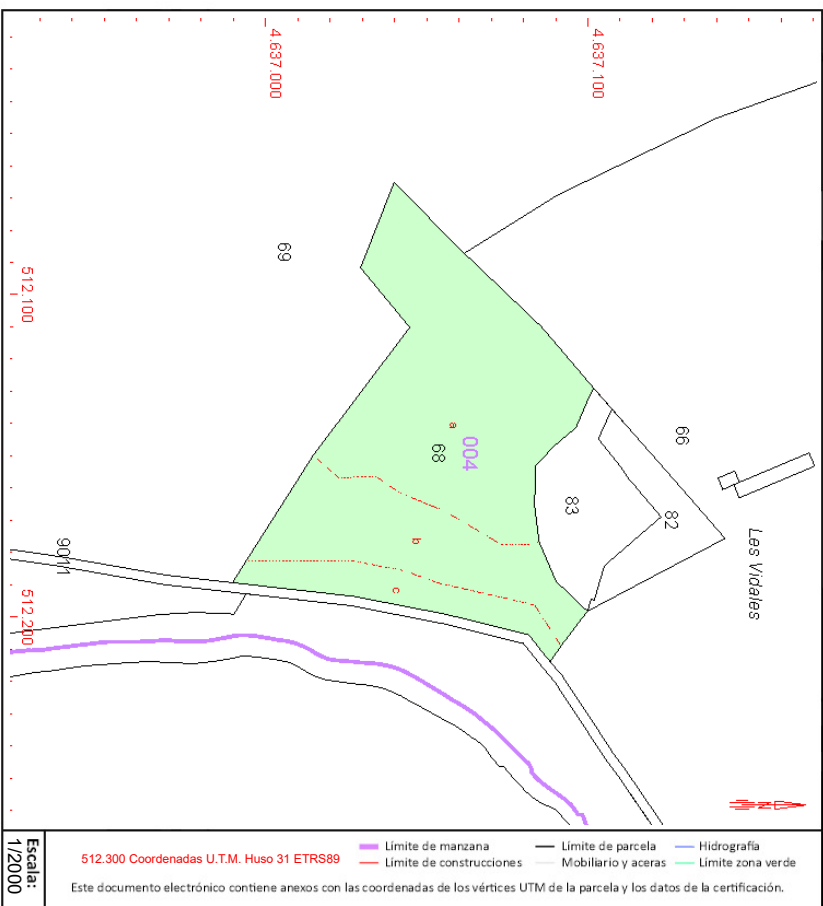 4.637.000
4.637.100
69
512.100
66
a
004
68
83
82
Les Vidales
b
9011
c
512.200
Escala:
1/2000
512.300 Coordenadas U.T.M. Huso 31 ETRS89
Límite de manzana
Límite de parcela
Hidrografía
Límite de construcciones
Mobiliario y aceras
Límite zona verde
Este documento electrónico contiene anexos con las coordenadas de los vértices UTM de la parcela y los datos de la certificación.